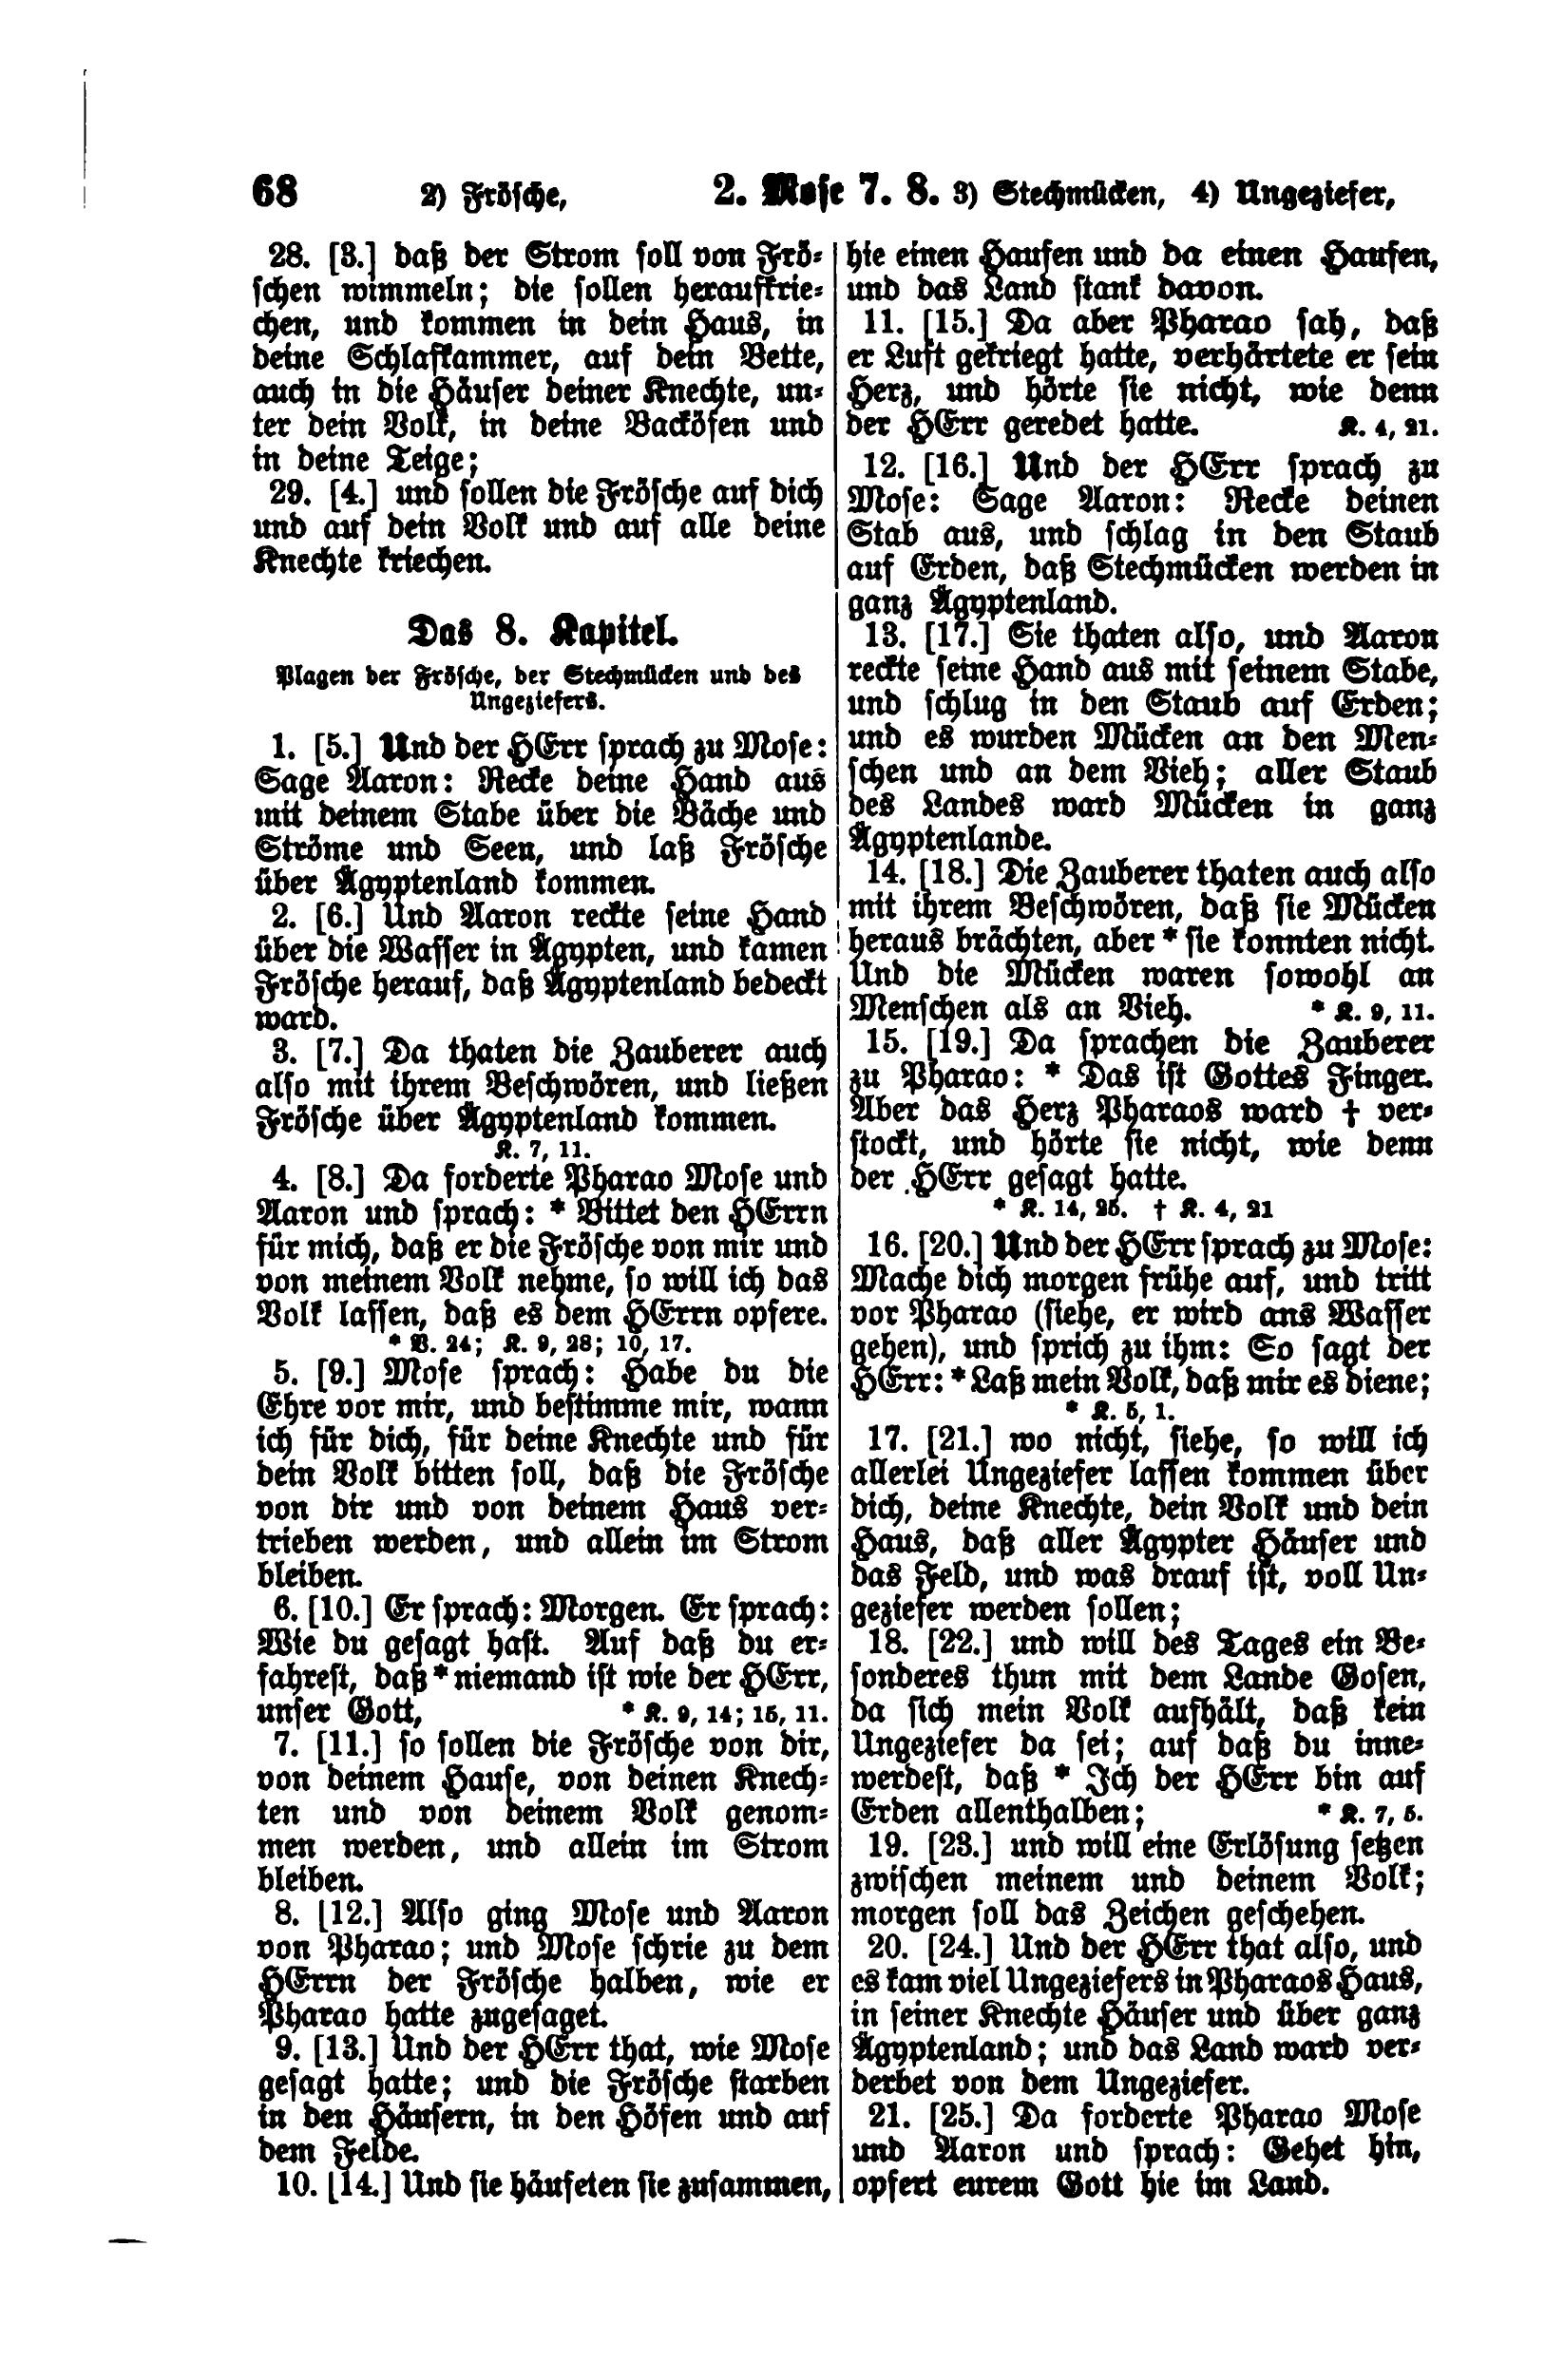 68 2) Frösche, 2. Mose 7. 8. 3) Stechmücken, 4) Ungeziefer,
28. [3.] daß der Strom soll von Frö-
schen wimmeln; die sollen heraufkrie-
chen, und kommen in dein Haus, in
deine Schlafkammer, auf dein Bette,
auch in die Häuser deiner Knechte, un-
ter dein Volk, in deine Backöfen und
in deine Teige;
29. [4.] und sollen die Frösche auf dich
und auf dein Volk und auf alle deine
Knechte kriechen.
Das 8. Kapitel.
Plagen der Frösche, der Stechmücken und des
Ungeziefers.
1. [5.] Und der HErr sprach zu Mose:
Sage Aaron: Recke deine Hand aus
mit deinem Stabe über die Bäche und
Ströme und Seen, und laß Frösche
über Ägyptenland kommen.
2. [6.] Und Aaron reckte seine Hand
über die Wasser in Ägypten, und kamen
Frösche herauf, daß Ägyptenland bedeckt
ward.
3. [7.] Da thaten die Zauberer auch
also mit ihrem Beschwören, und ließen
Frösche über Ägyptenland kommen.
K. 7, 11.
4. [8.] Da forderte Pharao Mose und
Aaron und sprach: * Bittet den HErrn
für mich, daß er die Frösche von mir und
von meinem Volk nehme, so will ich das
Volk lassen, daß es dem HErrn opfere.
* V. 24; K. 9, 28; 10, 17.
5. [9.] Mose sprach: Habe du die
Ehre vor mir, und bestimme mir, wann
ich für dich, für deine Knechte und für
dein Volk bitten soll, daß die Frösche
von dir und von deinem Haus ver-
trieben werden, und allein im Strom
bleiben.
6. [10.] Er sprach: Morgen. Er sprach:
Wie du gesagt hast. Auf daß du er-
fahrest, daß * niemand ist wie der HErr,
unser Gott, * K. 9, 14; 15, 11.
7. [11.] so sollen die Frösche von dir,
von deinem Hause, von deinen Knech-
ten und von deinem Volk genom-
men werden, und allein im Strom
bleiben.
8. [12.] Also ging Mose und Aaron
von Pharao; und Mose schrie zu dem
HErrn der Frösche halben, wie er
Pharao hatte zugesaget.
9. [13.] Und der HErr that, wie Mose
gesagt hatte; und die Frösche starben
in den Häusern, in den Höfen und auf
dem Felde.
10. [14.] Und sie häufeten sie zusammen,
hie einen Haufen und da einen Haufen,
und das Land stank davon.
11. [15.] Da aber Pharao sah, daß
er Luft gekriegt hatte, verhärtete er sein
Herz, und hörte sie nicht, wie denn
der HErr geredet hatte. K. 4, 21.
12. [16.] Und der HErr sprach zu
Mose: Sage Aaron: Recke deinen
Stab aus, und schlag in den Staub
auf Erden, daß Stechmücken werden in
ganz Ägyptenland.
13. [17.] Sie thaten also, und Aaron
reckte seine Hand aus mit seinem Stabe,
und schlug in den Staub auf Erden;
und es wurden Mücken an den Men-
schen und an dem Vieh; aller Staub
des Landes ward Mücken in ganz
Ägyptenlande.
14. [18.] Die Zauberer thaten auch also
mit ihrem Beschwören, daß sie Mücken
heraus brächten, aber * sie konnten nicht.
Und die Mücken waren sowohl an
Menschen als an Vieh. * K. 9, 11.
15. [19.] Da sprachen die Zauberer
zu Pharao: * Das ist Gottes Finger.
Aber das Herz Pharaos ward † ver-
stockt, und hörte sie nicht, wie denn
der HErr gesagt hatte.
* K. 14, 25. † K. 4, 21
16. [20.] Und der HErr sprach zu Mose:
Mache dich morgen frühe auf, und tritt
vor Pharao (siehe, er wird ans Wasser
gehen), und sprich zu ihm: So sagt der
HErr: * Laß mein Volk, daß mir es diene;
* K. 5, 1.
17. [21.] wo nicht, siehe, so will ich
allerlei Ungeziefer lassen kommen über
dich, deine Knechte, dein Volk und dein
Haus, daß aller Ägypter Häuser und
das Feld, und was drauf ist, voll Un-
geziefer werden sollen;
18. [22.] und will des Tages ein Be-
sonderes thun mit dem Lande Gosen,
da sich mein Volk aufhält, daß kein
Ungeziefer da sei; auf daß du inne-
werdest, daß * Ich der HErr bin auf
Erden allenthalben; * K. 7, 5.
19. [23.] und will eine Erlösung setzen
zwischen meinem und deinem Volk;
morgen soll das Zeichen geschehen.
20. [24.] Und der HErr that also, und
es kam viel Ungeziefers in Pharaos Haus,
in seiner Knechte Häuser und über ganz
Ägyptenland; und das Land ward ver-
derbet von dem Ungeziefer.
21. [25.] Da forderte Pharao Mose
und Aaron und sprach: Gehet hin,
opfert eurem Gott hie im Land.